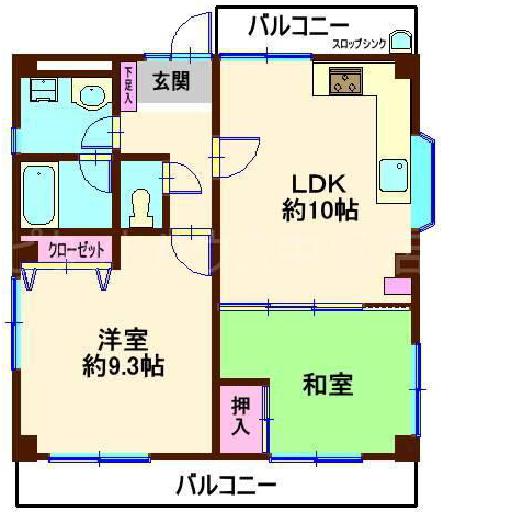 バルコニー
スロップシンク
下足入
玄関
LDK
約10帖
クローゼット
洋室
約9.3帖
和室
押入
バルコニー